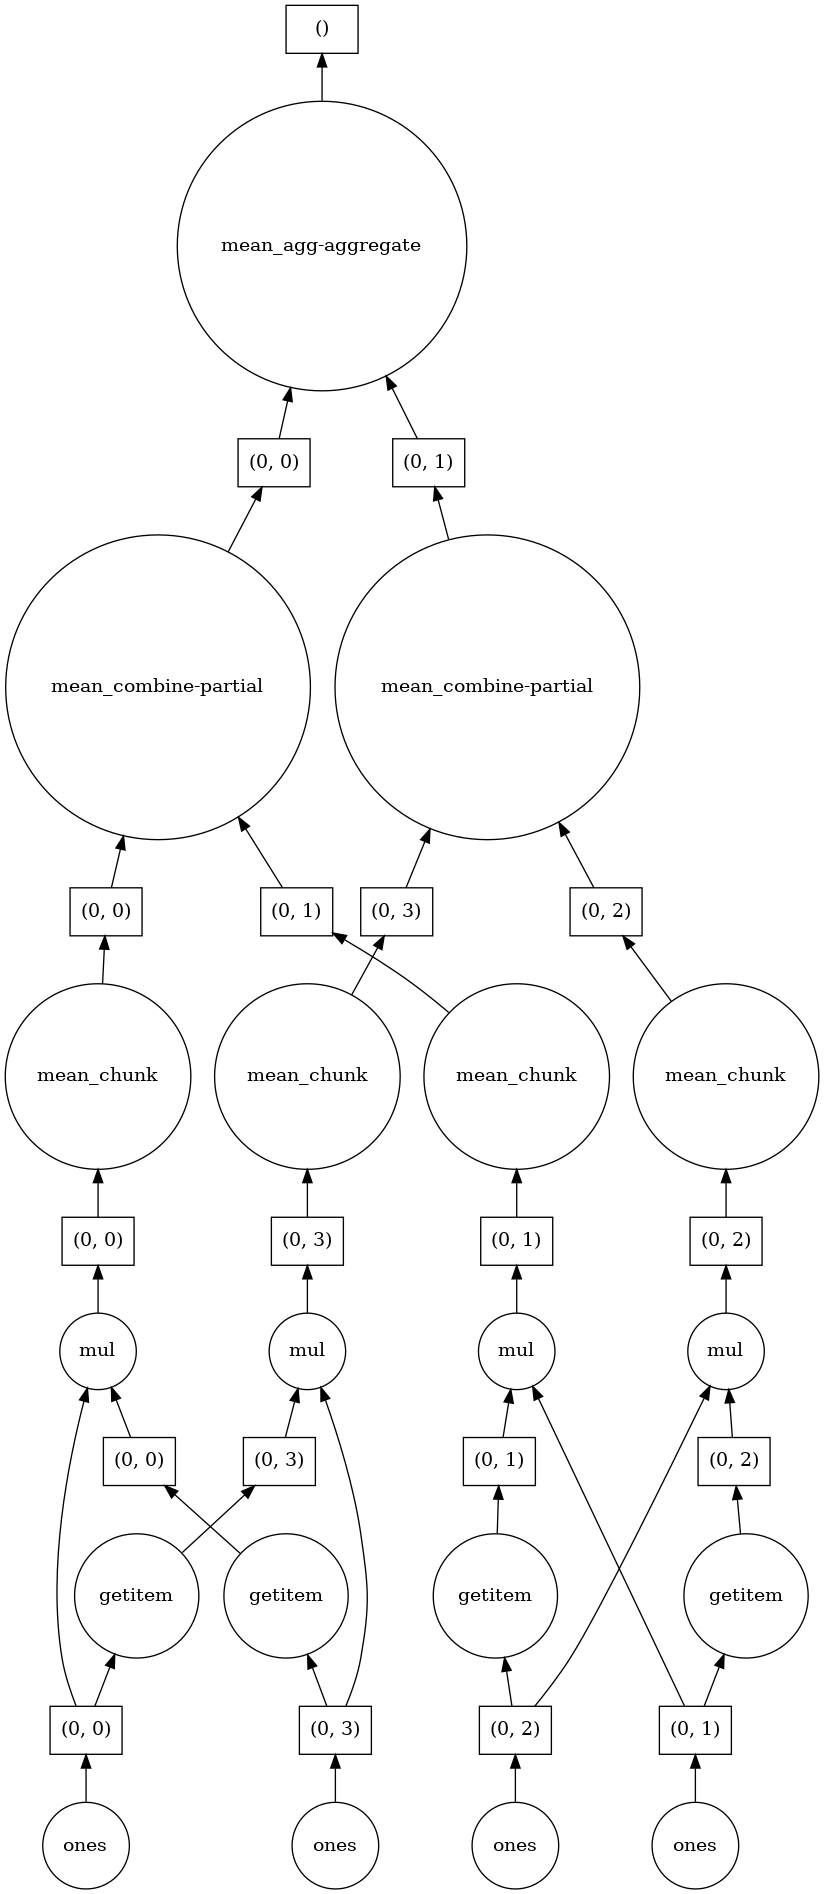 ()
mean_agg-aggregate
(0, 0)
(0, 1)
mean_combine-partial
mean_combine-partial
(0, 0)
(0, 1)
(0, 3)
(0, 2)
mean_chunk
mean_chunk
mean_chunk
mean_chunk
(0, 0)
(0, 3)
(0, 1)
(0, 2)
mul
mul
mul
mul
(0, 0)
(0, 3)
(0, 1)
(0, 2)
getitem
getitem
getitem
getitem
(0, 0)
(0, 3)
(0, 2)
(0, 1)
ones
ones
ones
ones